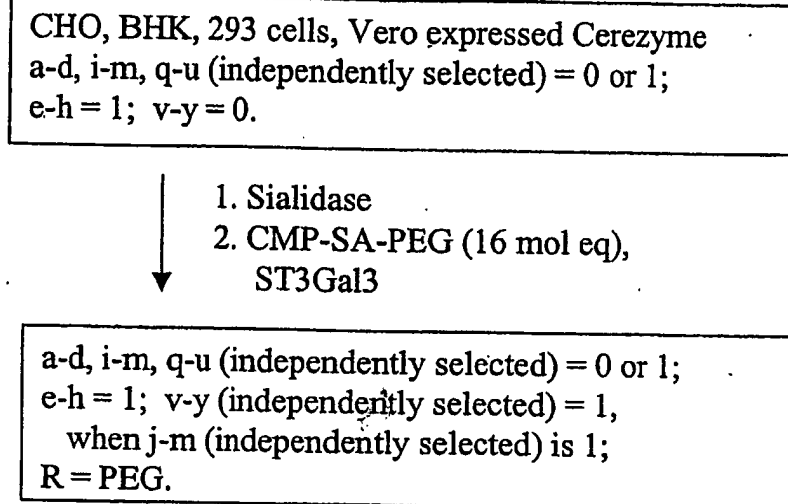 CHO, BHK, 293 cells, Vero expressed Cerezyme
a-d, i-m, q-u (independently selected) = 0 or 1;
e-h = 1; v-y = 0.
1. Sialidase
2. CMP-SA-PEG (16 mol eq),
ST3Gal3
a-d, i-m, q-u (independently selected) = 0 or 1;
e-h = 1; v-y (independently selected) = 1,
when j-m (independently selected) is 1;
R = PEG.